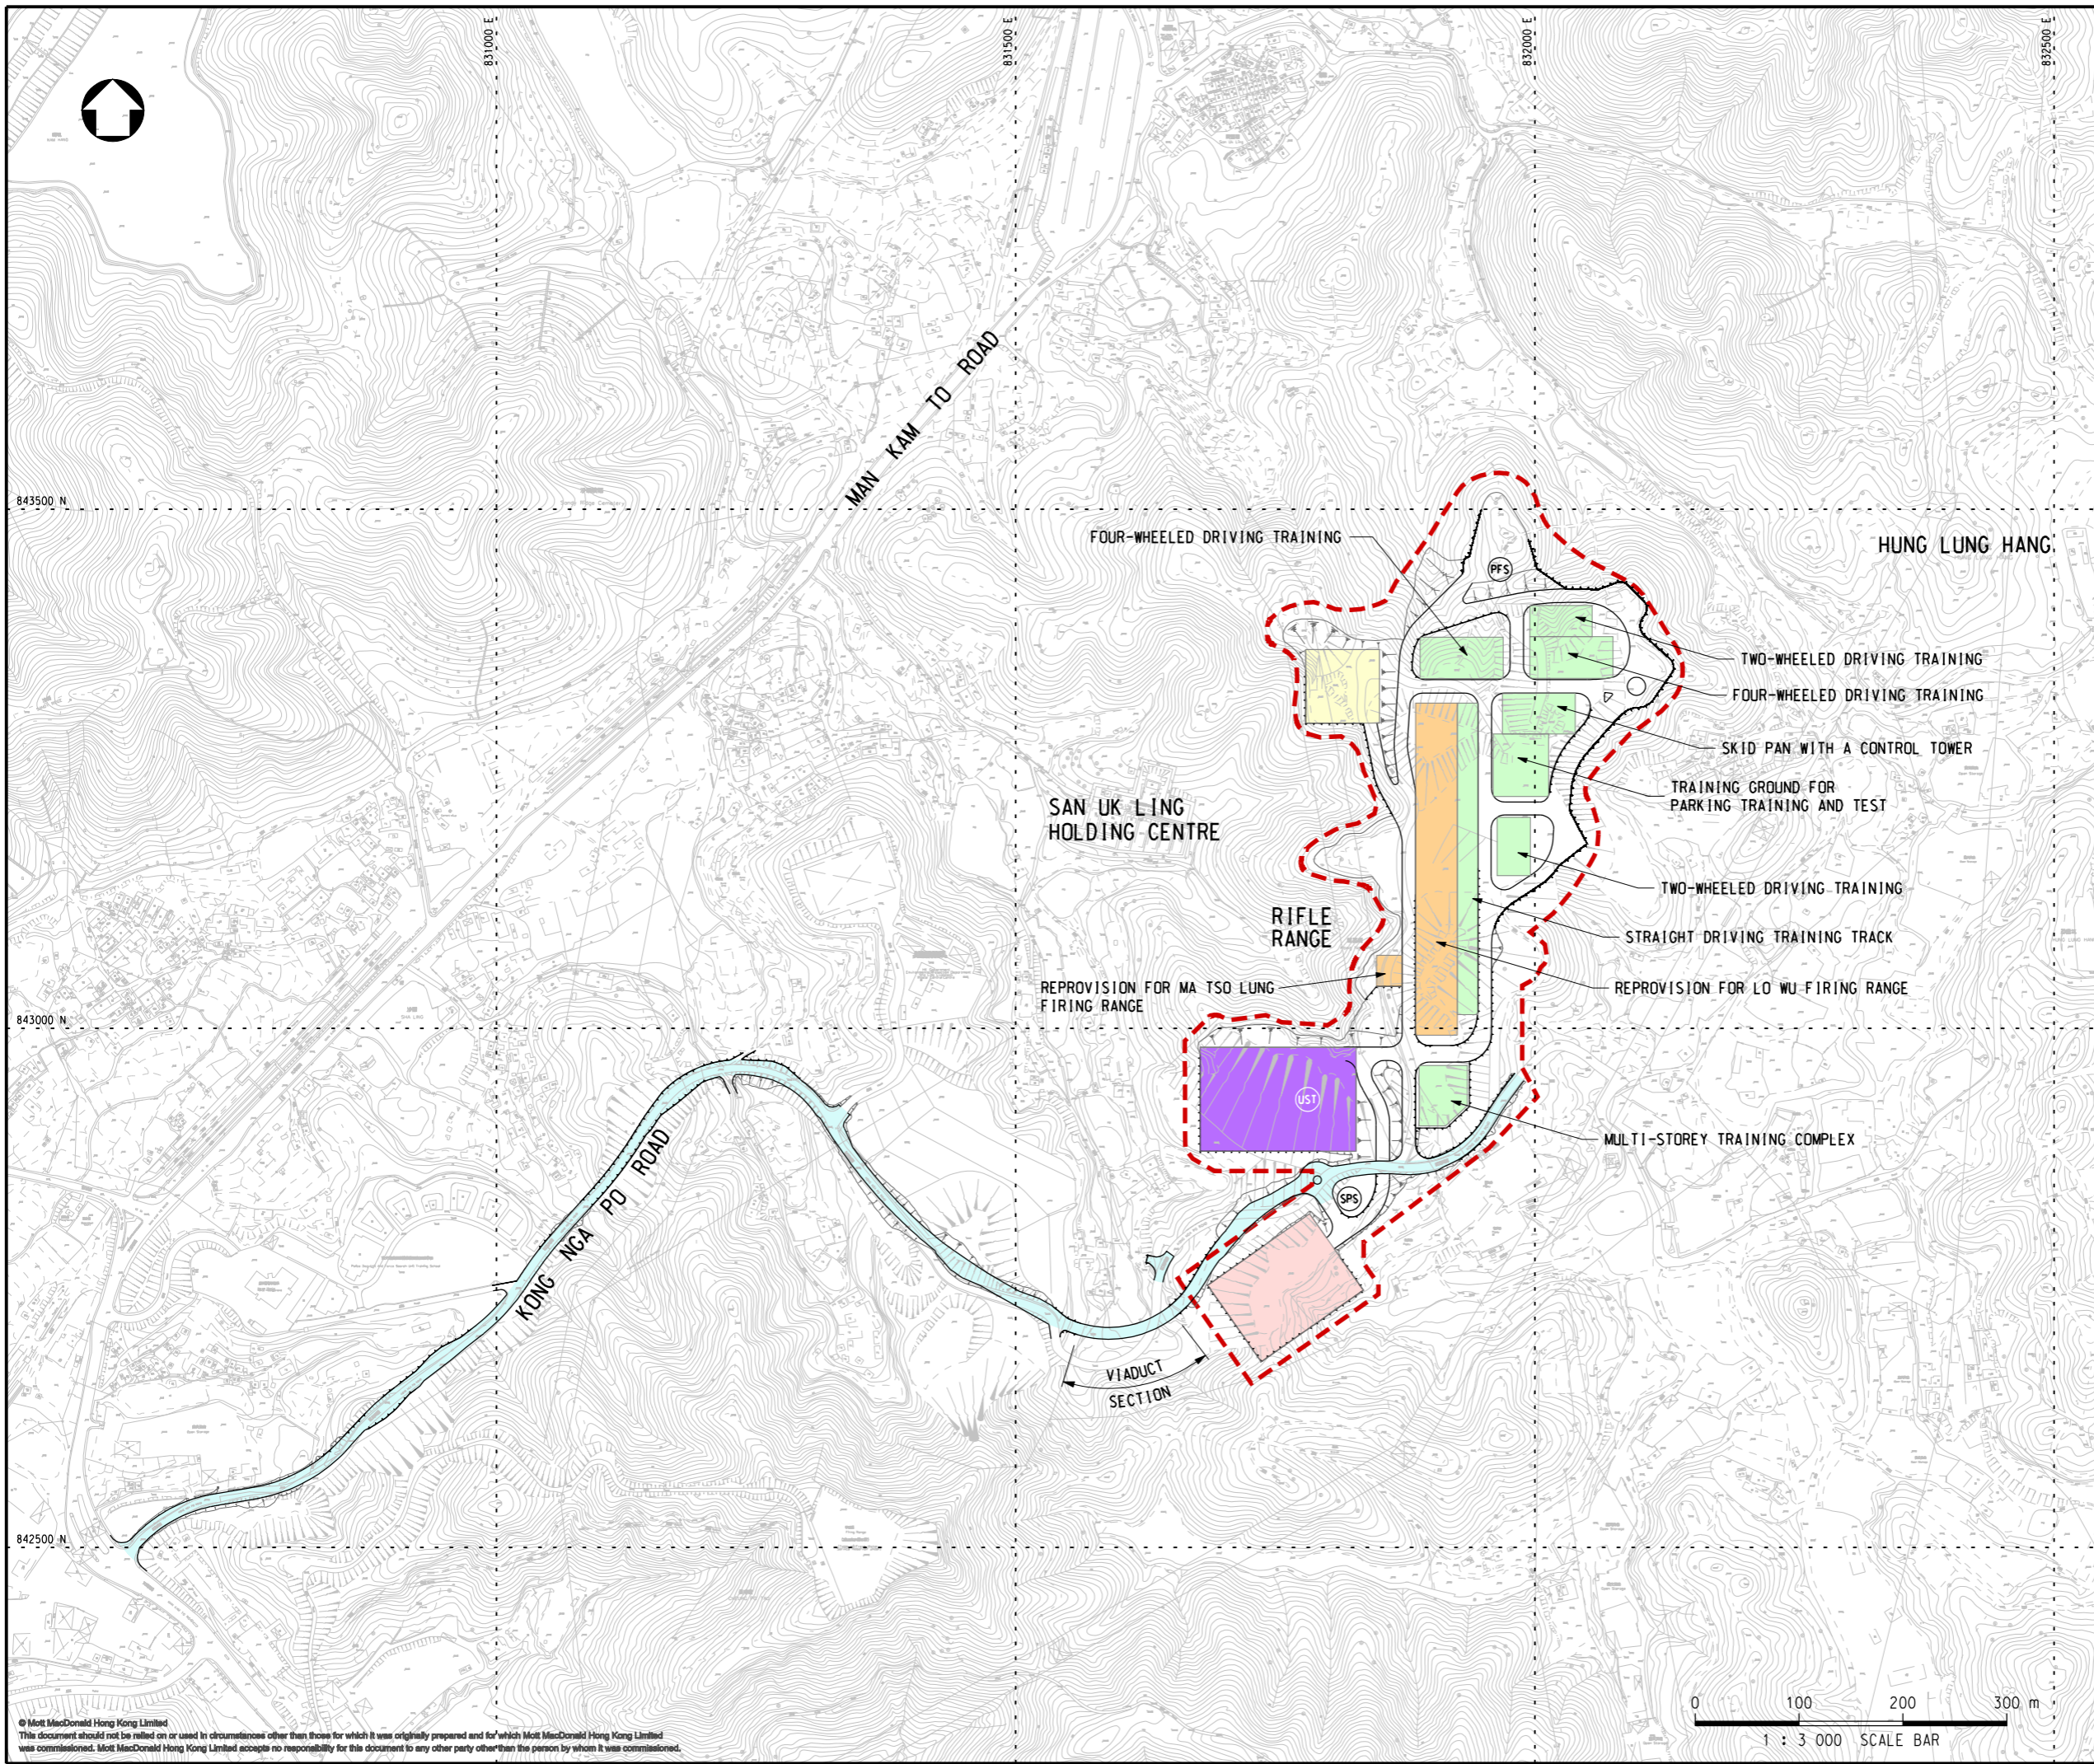 831000 E
831500 E
832000 E
832500 E
MAN KAM TO ROAD
843500 N
FOUR-WHEELED DRIVING TRAINING
HUNG LUNG HANG
PFS
TWO-WHEELED DRIVING TRAINING
FOUR-WHEELED DRIVING TRAINING
SKID PAN WITH A CONTROL TOWER
TRAINING GROUND FOR
PARKING TRAINING AND TEST
SAN UK LING
HOLDING CENTRE
TWO-WHEELED DRIVING TRAINING
RIFLE
RANGE
STRAIGHT DRIVING TRAINING TRACK
REPROVISION FOR MA TSO LUNG
FIRING RANGE
REPROVISION FOR LO WU FIRING RANGE
843000 N
UST
MULTI-STOREY TRAINING COMPLEX
KONG NGA PO ROAD
SPS
VIADUCT
SECTION
842500 N
0 100 200 300 m
1 : 3 000 SCALE BAR
© Mott MacDonald Hong Kong Limited
This document should not be relied on or used in circumstances other than those for which it was originally prepared and for which Mott MacDonald Hong Kong Limited
was commissioned. Mott MacDonald Hong Kong Limited accepts no responsibility for this document to any other party other than the person by whom it was commissioned.